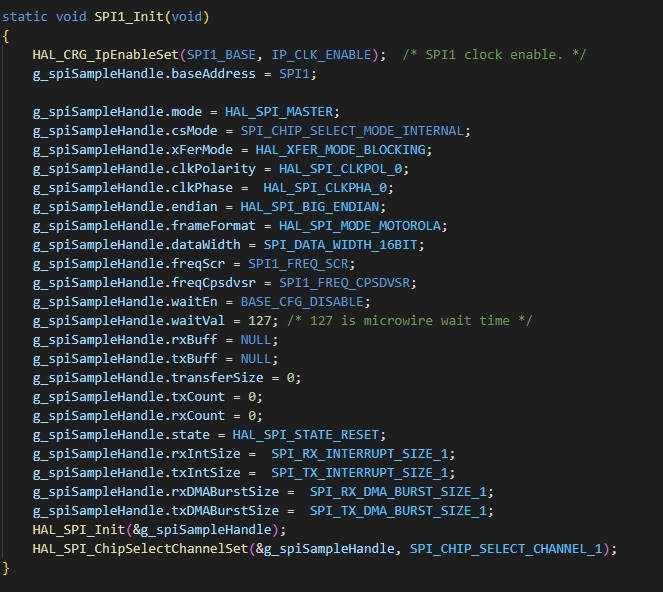 static void SPI1_Init(void)
{
    HAL_CRG_IpEnableSet(SPI1_BASE, IP_CLK_ENABLE);  /* SPI1 clock enable. */
    g_spiSampleHandle.baseAddress = SPI1;

    g_spiSampleHandle.mode = HAL_SPI_MASTER;
    g_spiSampleHandle.csMode = SPI_CHIP_SELECT_MODE_INTERNAL;
    g_spiSampleHandle.xFerMode = HAL_XFER_MODE_BLOCKING;
    g_spiSampleHandle.clkPolarity = HAL_SPI_CLKPOL_0;
    g_spiSampleHandle.clkPhase =  HAL_SPI_CLKPHA_0;
    g_spiSampleHandle.endian = HAL_SPI_BIG_ENDIAN;
    g_spiSampleHandle.frameFormat = HAL_SPI_MODE_MOTOROLA;
    g_spiSampleHandle.dataWidth = SPI_DATA_WIDTH_16BIT;
    g_spiSampleHandle.freqScr = SPI1_FREQ_SCR;
    g_spiSampleHandle.freqCpsdvsr = SPI1_FREQ_CPSDVSR;
    g_spiSampleHandle.waitEn = BASE_CFG_DISABLE;
    g_spiSampleHandle.waitVal = 127; /* 127 is microwire wait time */
    g_spiSampleHandle.rxBuff = NULL;
    g_spiSampleHandle.txBuff = NULL;
    g_spiSampleHandle.transferSize = 0;
    g_spiSampleHandle.txCount = 0;
    g_spiSampleHandle.rxCount = 0;
    g_spiSampleHandle.state = HAL_SPI_STATE_RESET;
    g_spiSampleHandle.rxIntSize =  SPI_RX_INTERRUPT_SIZE_1;
    g_spiSampleHandle.txIntSize =  SPI_TX_INTERRUPT_SIZE_1;
    g_spiSampleHandle.rxDMABurstSize =  SPI_RX_DMA_BURST_SIZE_1;
    g_spiSampleHandle.txDMABurstSize =  SPI_TX_DMA_BURST_SIZE_1;
    HAL_SPI_Init(&g_spiSampleHandle);
    HAL_SPI_ChipSelectChannelSet(&g_spiSampleHandle, SPI_CHIP_SELECT_CHANNEL_1);
}